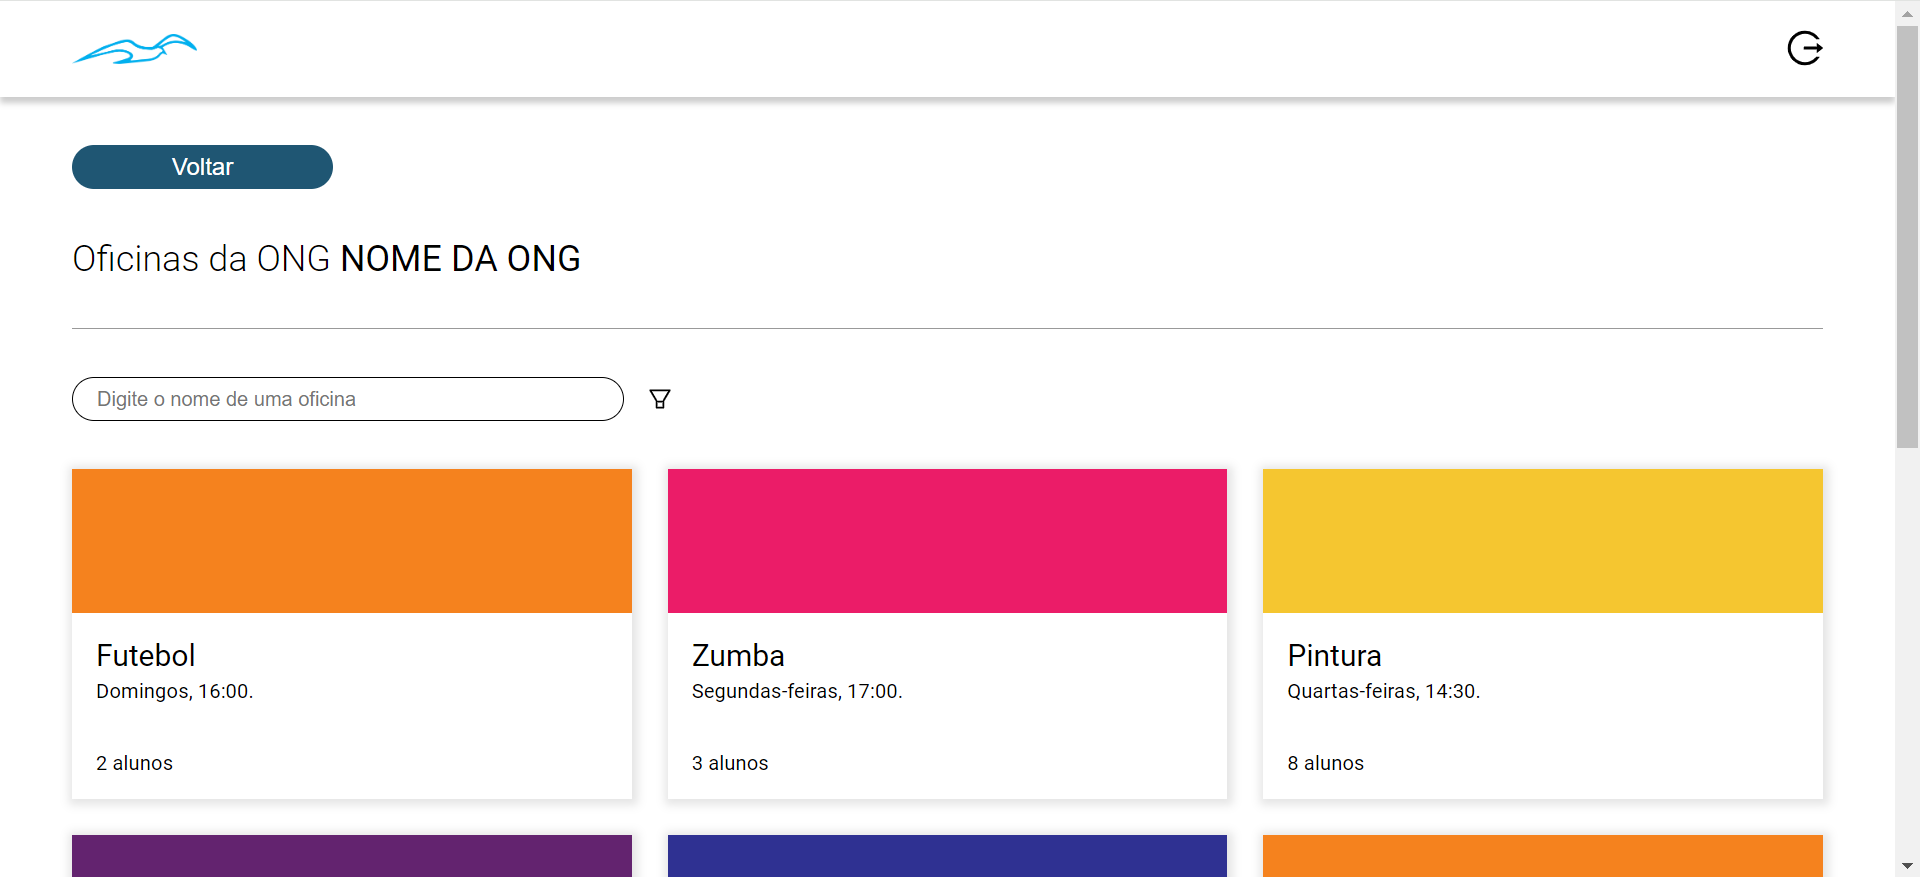 Voltar
Oficinas da ONG NOME DA ONG
Digite o nome de uma oficina
Futebol
Domingos, 16:00.
2 alunos
Zumba
Segundas-feiras, 17:00.
3 alunos
Pintura
Quartas-feiras, 14:30.
8 alunos